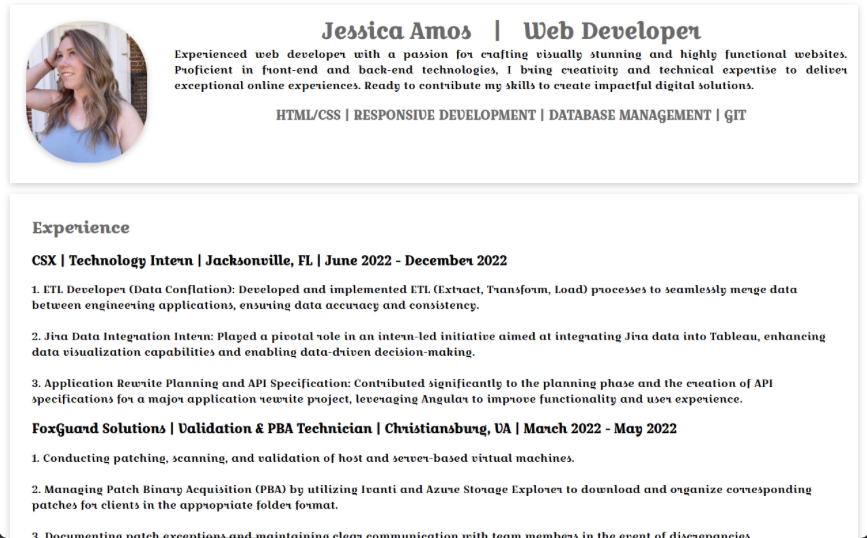 Jessica Amos | Web Developer
Experienced web developer with a passion for crafting visually stunning and highly functional websites.
Proficient in front-end and back-end technologies, I bring creativity and technical expertise to deliver
exceptional online experiences. Ready to contribute my skills to create impactful digital solutions.
HTML/CSS | RESPONSIVE DEVELOPMENT | DATABASE MANAGEMENT | GIT
Experience
CSX | Technology Intern | Jacksonville, FL | June 2022 - December 2022
1. ETL Developer (Data Conflation): Developed and implemented ETL (Extract, Transform, Load) processes to seamlessly merge data
between engineering applications, ensuring data accuracy and consistency.
2. Jira Data Integration Intern: Played a pivotal role in an intern-led initiative aimed at integrating Jira data into Tableau, enhancing
data visualization capabilities and enabling data-driven decision-making.
3. Application Rewrite Planning and API Specification: Contributed significantly to the planning phase and the creation of API
specifications for a major application rewrite project, leveraging Angular to improve functionality and user experience.
FoxGuard Solutions | Validation & PBA Technician | Christiansburg, VA | March 2022 - May 2022
1. Conducting patching, scanning, and validation of host and server-based virtual machines.
2. Managing Patch Binary Acquisition (PBA) by utilizing Ivanti and Azure Storage Explorer to download and organize corresponding
patches for clients in the appropriate folder format.
3. Documenting patch exceptions and maintaining clear communication with team members in the event of discrepancies.